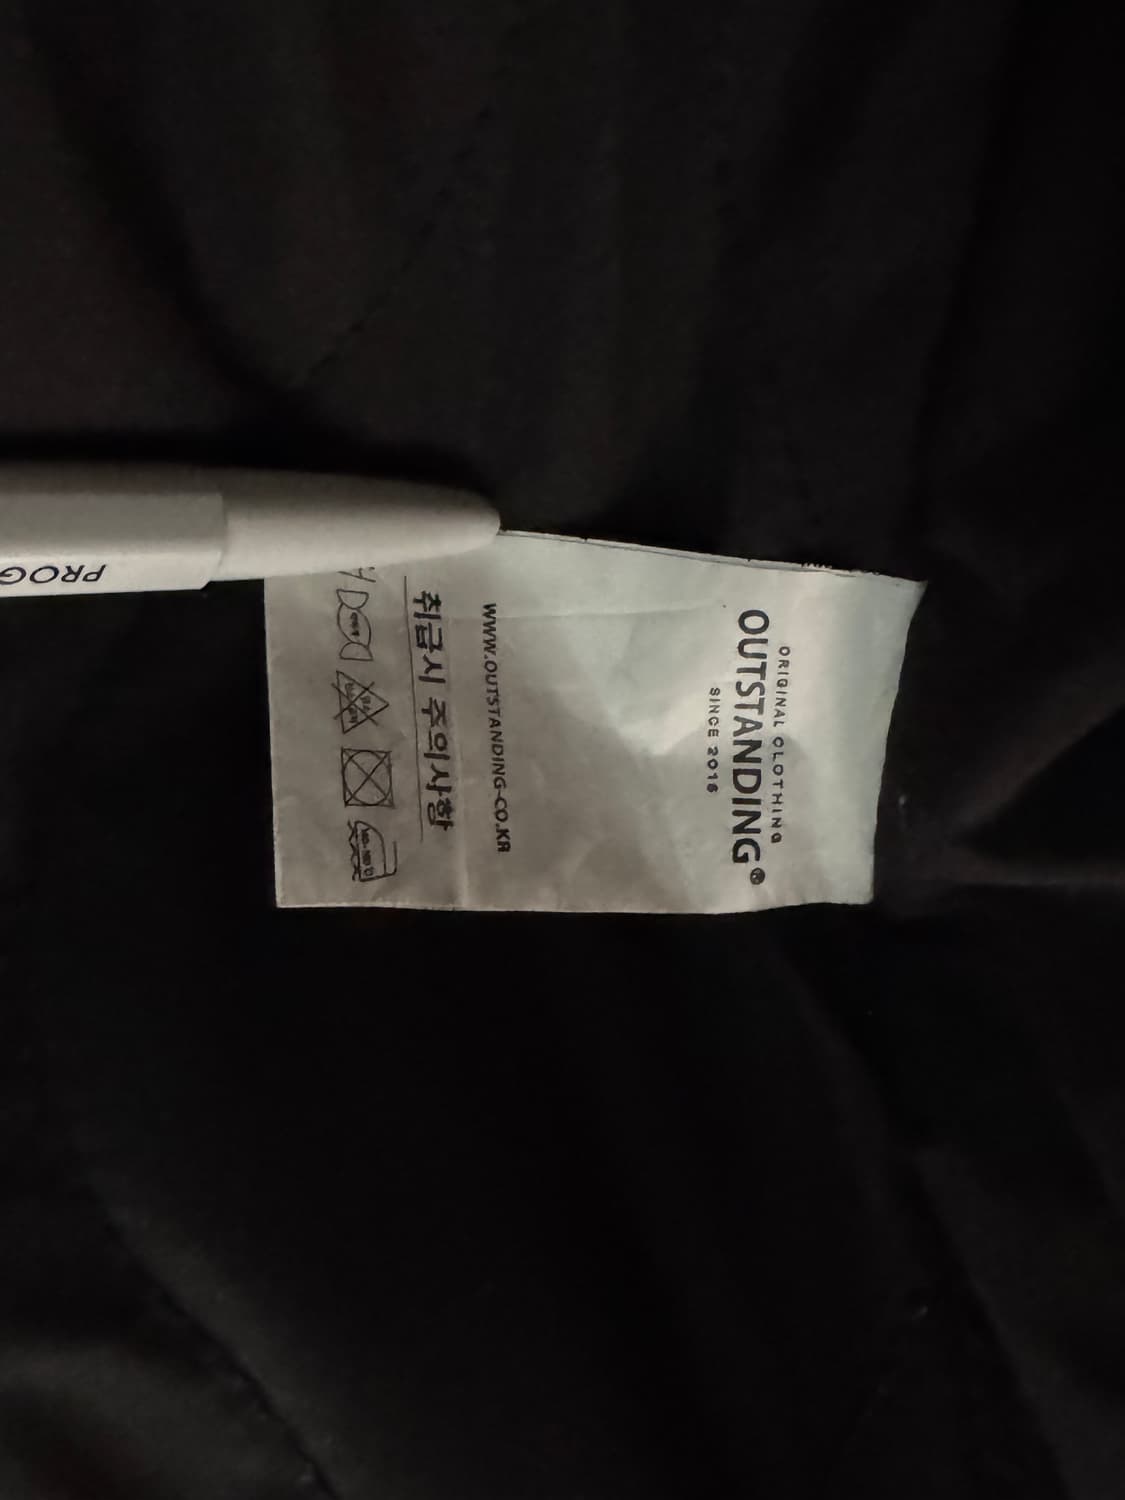 ORIGINAL CLOTHING
OUTSTANDING®
SINCE 2016
WWW.OUTSTANDING-CO.KR
취급시 주의사항
PROG